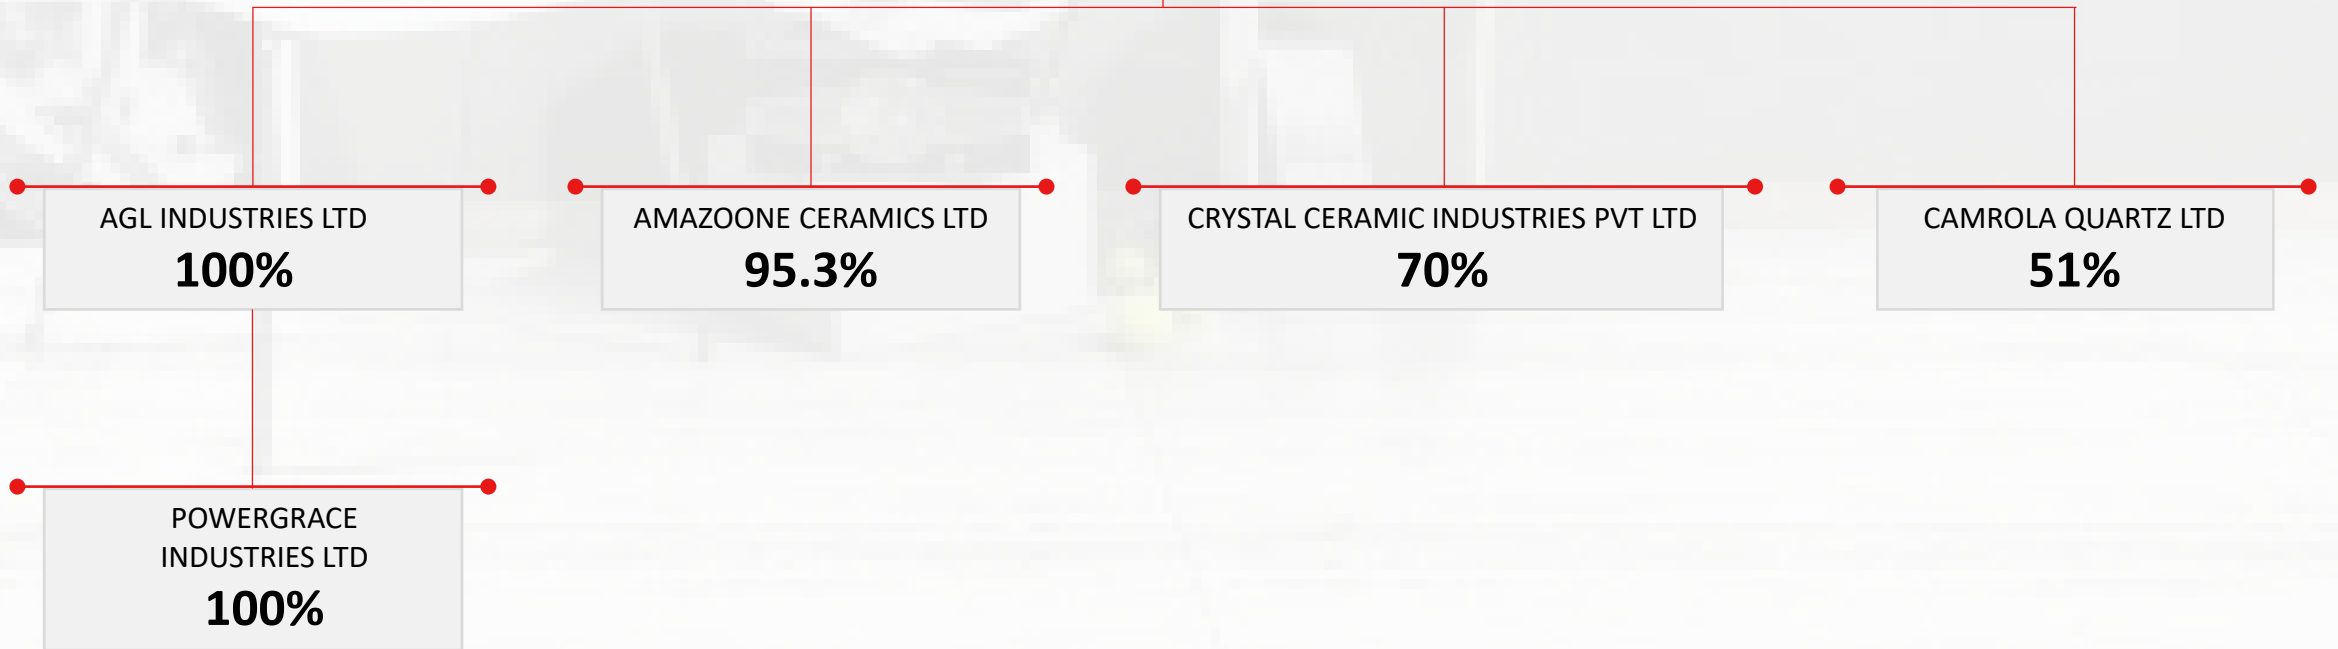 AGL INDUSTRIES LTD
100%
AMAZOONE CERAMICS LTD
95.3%
CRYSTAL CERAMIC INDUSTRIES PVT LTD
70%
CAMROLA QUARTZ LTD
51%
POWERGRACE
INDUSTRIES LTD
100%